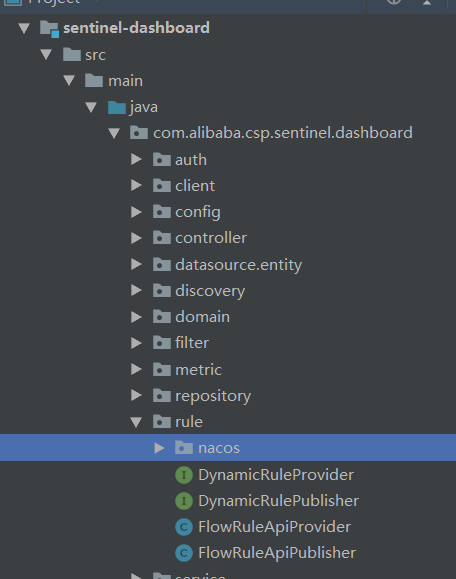 Project
sentinel-dashboard
src
main
java
com.alibaba.csp.sentinel.dashboard
auth
client
config
controller
datasource.entity
discovery
domain
filter
metric
repository
rule
nacos
I DynamicRuleProvider
I DynamicRulePublisher
C FlowRuleApiProvider
C FlowRuleApiPublisher
service